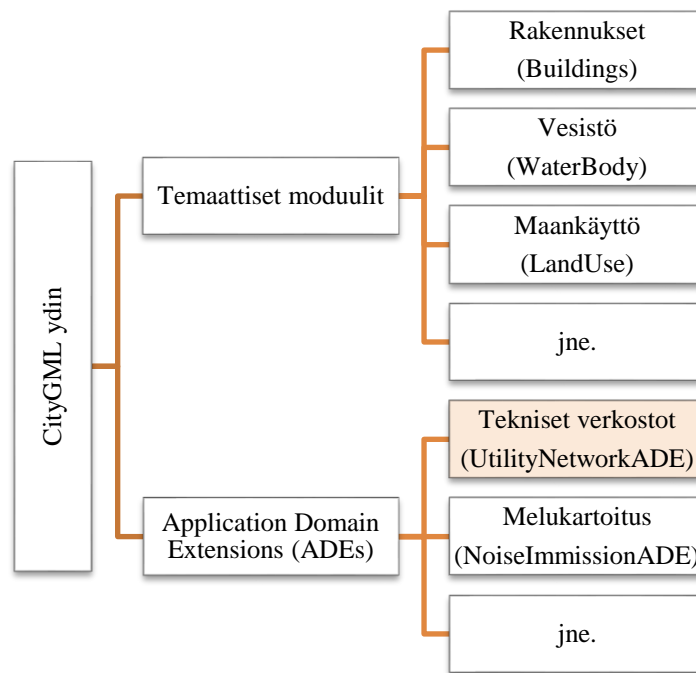 CityGML ydin
Temaattiset moduulit
Rakennukset
(Buildings)
Vesistö
(WaterBody)
Maankäyttö
(LandUse)
jne.
Application Domain
Extensions (ADEs)
Tekniset verkostot
(UtilityNetworkADE)
Melukartoitus
(NoiseImmissionADE)
jne.